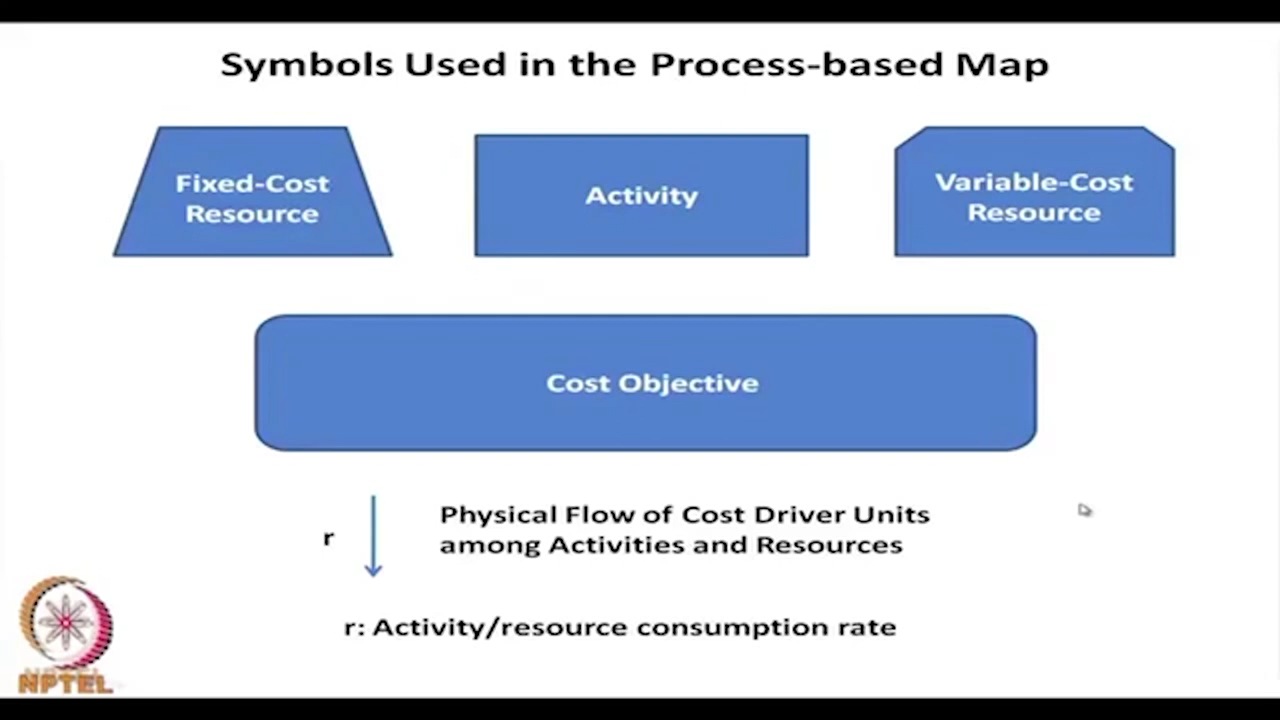 Symbols Used in the Process-based Map
Fixed-Cost
Resource
Activity
Variable-Cost
Resource
Cost Objective
r
Physical Flow of Cost Driver Units
among Activities and Resources
r: Activity/resource consumption rate
NPTEL